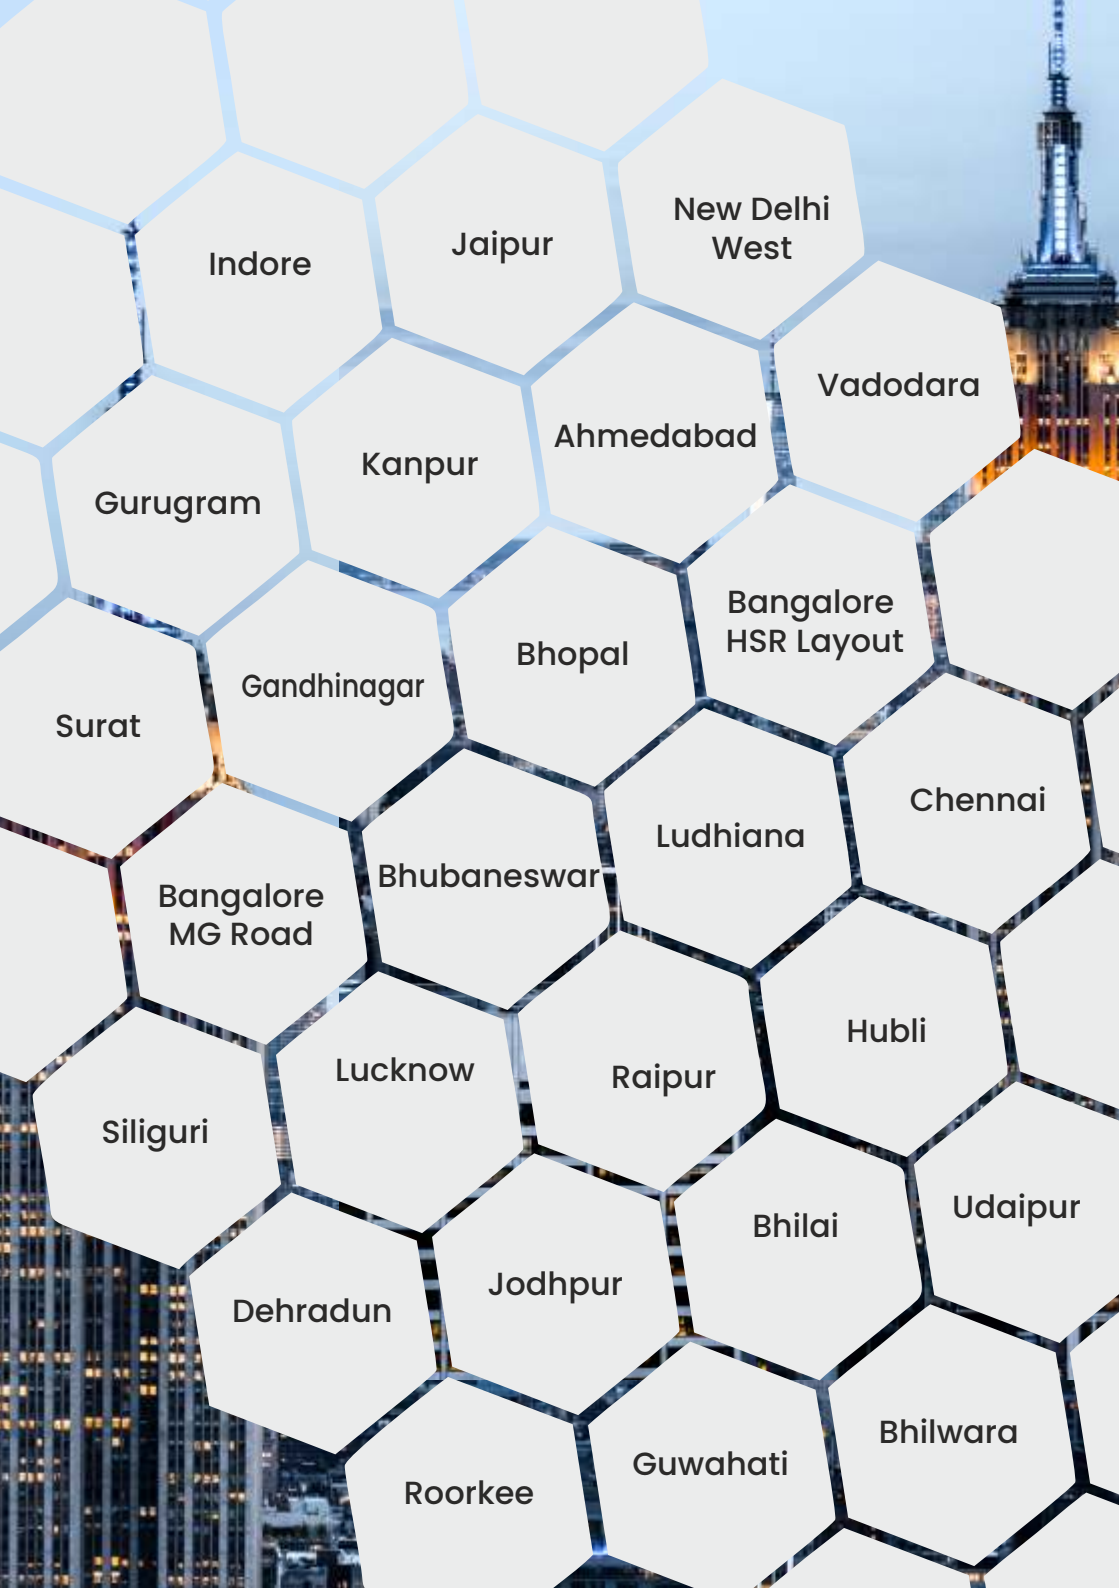 New Delhi
West
Jaipur
Indore
Vadodara
Ahmedabad
Kanpur
Gurugram
Bangalore
HSR Layout
Bhopal
Gandhinagar
Surat
Chennai
Ludhiana
Bhubaneswar
Bangalore
MG Road
Hubli
Raipur
Lucknow
Siliguri
Udaipur
Bhilai
Jodhpur
Dehradun
Bhilwara
Guwahati
Roorkee